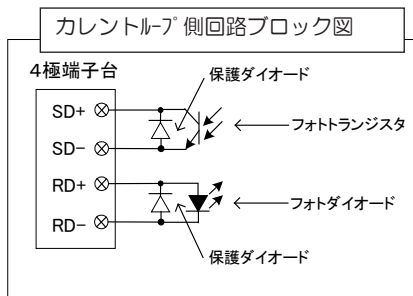 カレントﾙｰﾌﾟ側回路ブロック図
4極端子台
保護ダイオード
SD+
フォトトランジスタ
SD-
RD+
フォトダイオード
RD-
保護ダイオード